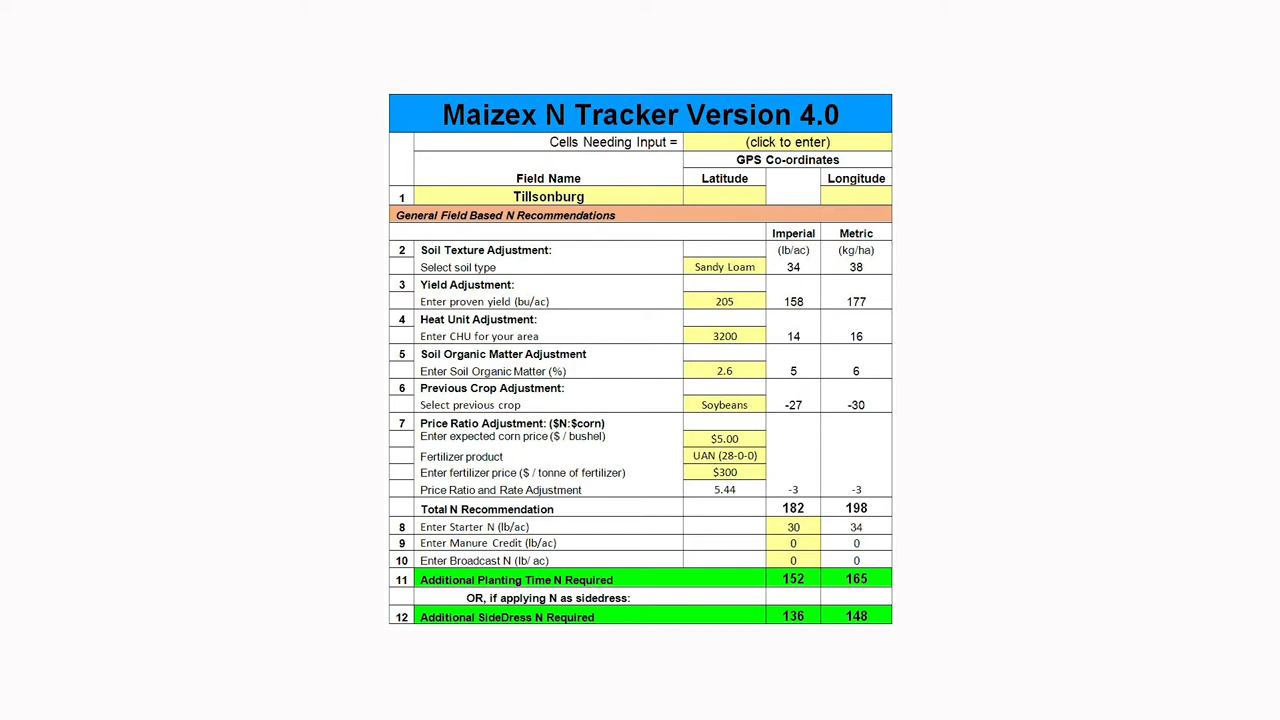 Maizex N Tracker Version 4.0
Cells Needing Input = (click to enter)
GPS Co-ordinates
Field Name Latitude Longitude
1 Tillsonburg
General Field Based N Recommendations
Imperial Metric
2 Soil Texture Adjustment: (lb/ac) (kg/ha)
Select soil type Sandy Loam 34 38
3 Yield Adjustment:
Enter proven yield (bu/ac) 205 158 177
4 Heat Unit Adjustment:
Enter CHU for your area 3200 14 16
5 Soil Organic Matter Adjustment
Enter Soil Organic Matter (%) 2.6 5 6
6 Previous Crop Adjustment:
Select previous crop Soybeans -27 -30
7 Price Ratio Adjustment: ($N:$corn)
Enter expected corn price ($ / bushel) $5.00
Fertilizer product UAN (28-0-0)
Enter fertilizer price ($ / tonne of fertilizer) $300
Price Ratio and Rate Adjustment 5.44 -3 -3
Total N Recommendation 182 198
8 Enter Starter N (lb/ac) 30 34
9 Enter Manure Credit (lb/ac) 0 0
10 Enter Broadcast N (lb/ ac) 0 0
11 Additional Planting Time N Required 152 165
OR, if applying N as sidedress:
12 Additional SideDress N Required 136 148